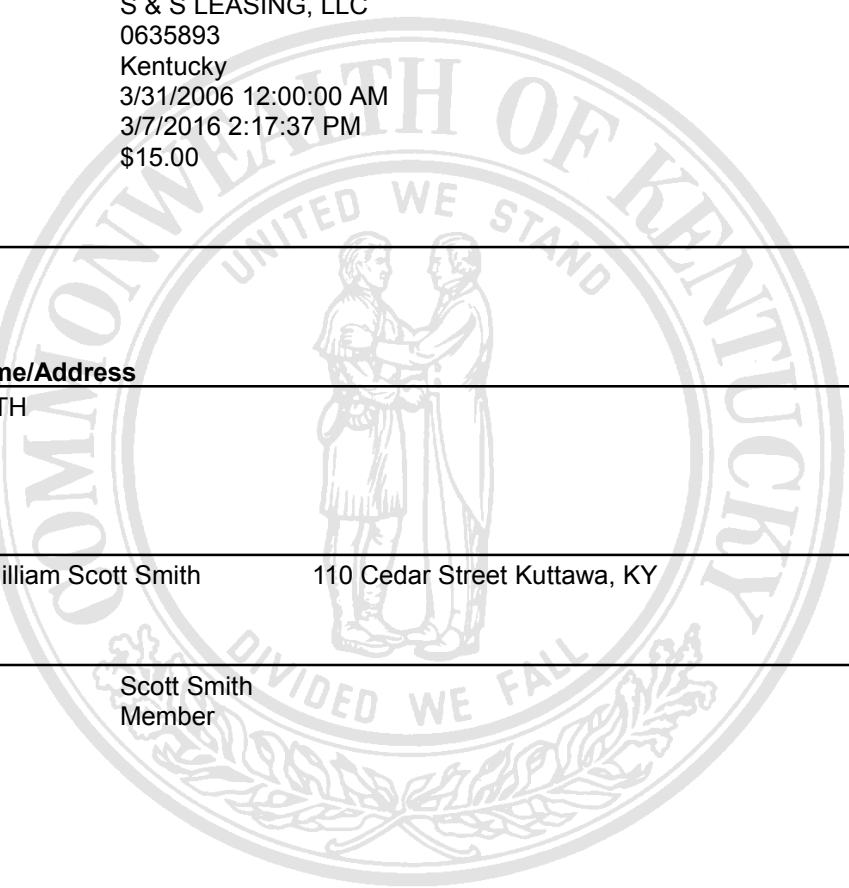 S & S LEASING, LLC
0635893
Kentucky
3/31/2006 12:00:00 AM
3/7/2016 2:17:37 PM
$15.00
me/Address
TH
illiam Scott Smith 110 Cedar Street Kuttawa, KY
Scott Smith
Member
COMMONWEALTH OF KENTUCKY
UNITED WE STAND
DIVIDED WE FALL